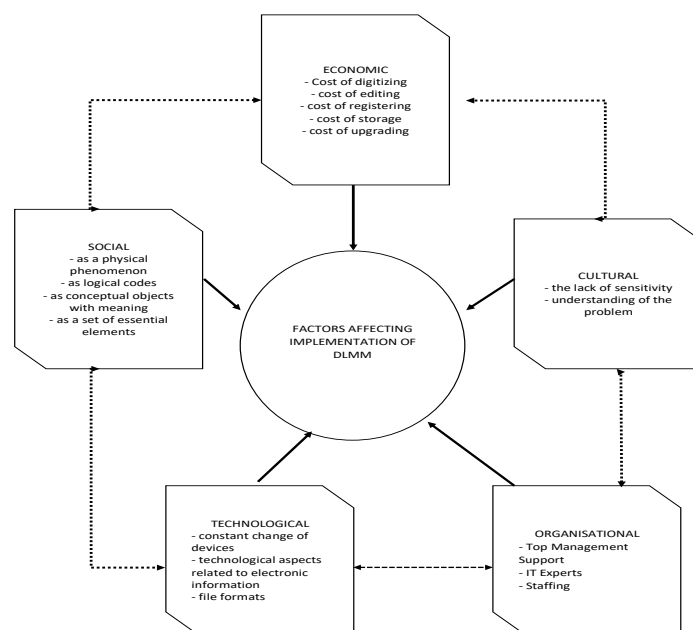 ECONOMIC
- Cost of digitizing
- cost of editing
- cost of registering
- cost of storage
- cost of upgrading
SOCIAL
- as a physical
phenomenon
- as logical codes
- as conceptual objects
with meaning
- as a set of essential
elements
CULTURAL
- the lack of sensitivity
- understanding of the
problem
FACTORS AFFECTING
IMPLEMENTATION OF
DLMM
TECHNOLOGICAL
- constant change of
devices
- technological aspects
related to electronic
information
- file formats
ORGANISATIONAL
- Top Management
Support
- IT Experts
- Staffing